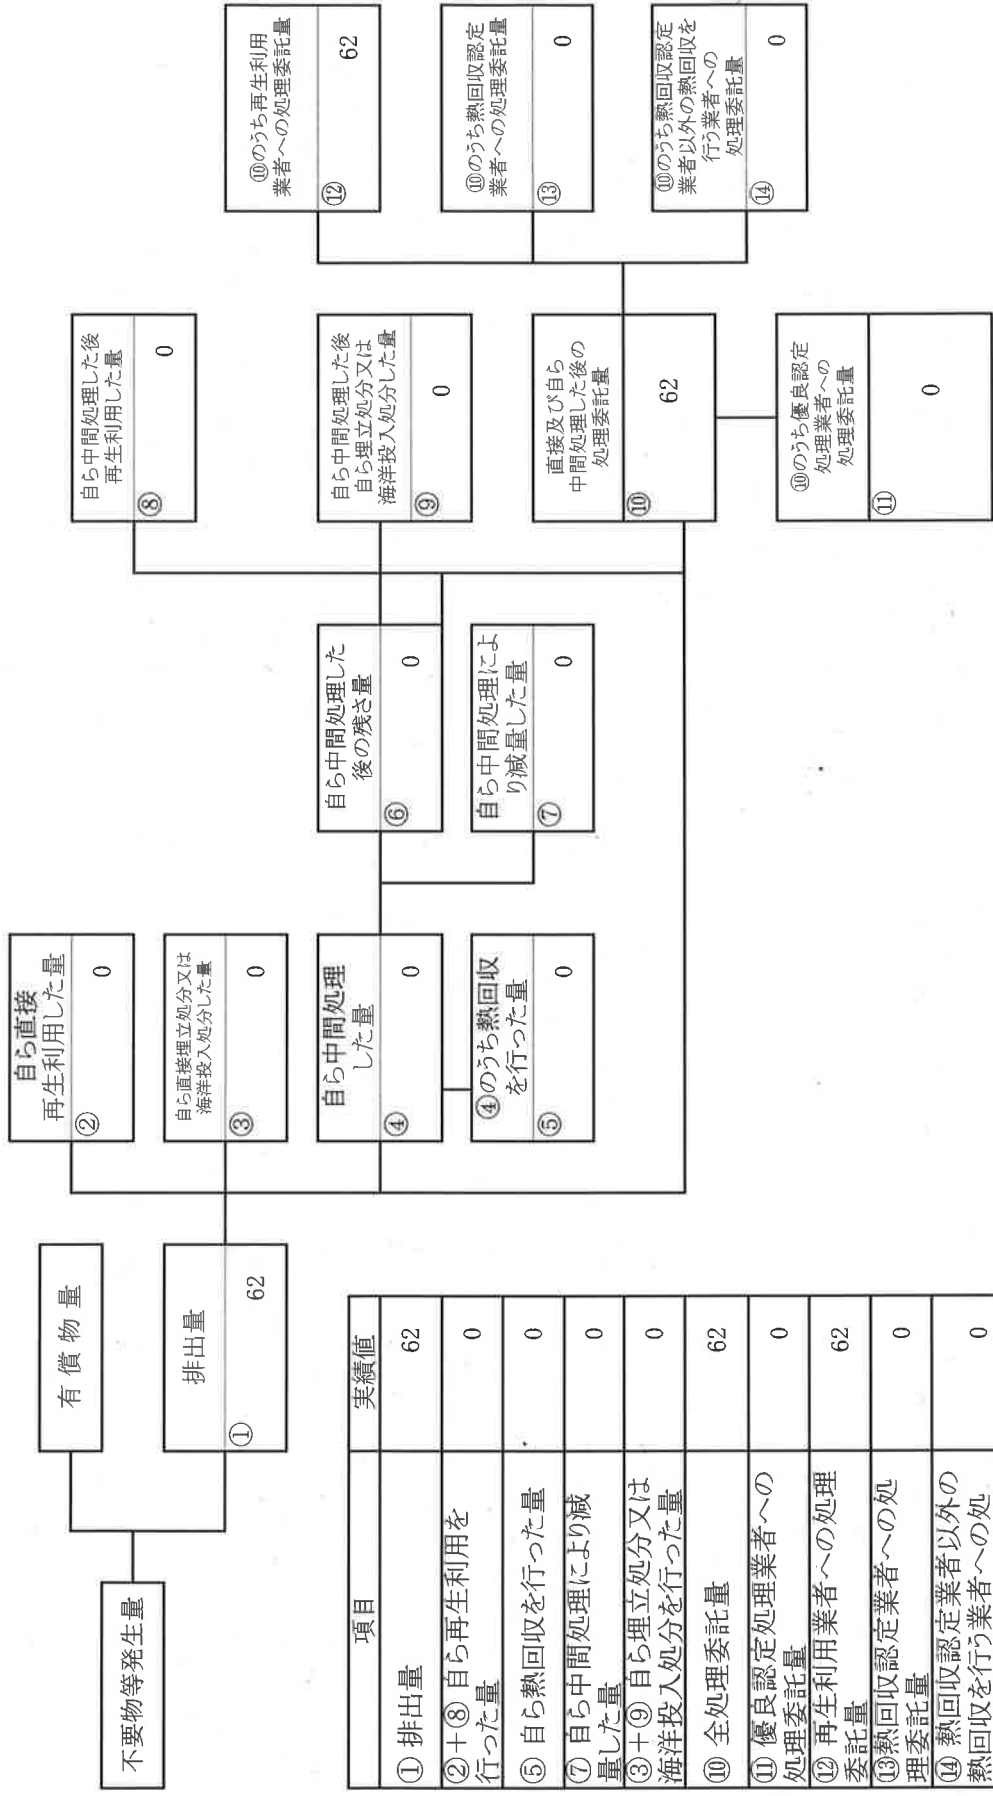 不要物等発生量
有 償 物 量
排出量
①
62
自ら直接
再生利用した量
②
0
自ら直接埋立処分又は
海洋投入処分した量
③
0
自ら中間処理
した量
④
0
④のうち熱回収
を行った量
⑤
0
自ら中間処理した
後の残さ量
⑥
0
自ら中間処理によ
り減量した量
⑦
0
自ら中間処理した後
再生利用した量
⑧
0
自ら中間処理した後
自ら埋立処分又は
海洋投入処分した量
⑨
0
直接及び自ら
中間処理した後の
処理委託量
⑩
62
⑩のうち優良認定
処理業者への
処理委託量
⑪
0
⑩のうち再生利用
業者への処理委託量
⑫
62
⑩のうち熱回収認定
業者への処理委託量
⑬
0
⑩のうち熱回収認定
業者以外の熱回収を
行う業者への
処理委託量
⑭
0
項目 実績値
① 排出量 62
②＋⑧ 自ら再生利用を
行った量 0
⑤ 自ら熱回収を行った量 0
⑦ 自ら中間処理により減
量した量 0
③＋⑨ 自ら埋立処分又は
海洋投入処分を行った量 0
⑩ 全処理委託量 62
⑪ 優良認定処理業者への
処理委託量 0
⑫ 再生利用業者への処理
委託量 62
⑬熱回収認定業者への処
理委託量 0
⑭ 熱回収認定業者以外の
熱回収を行う業者への処 0